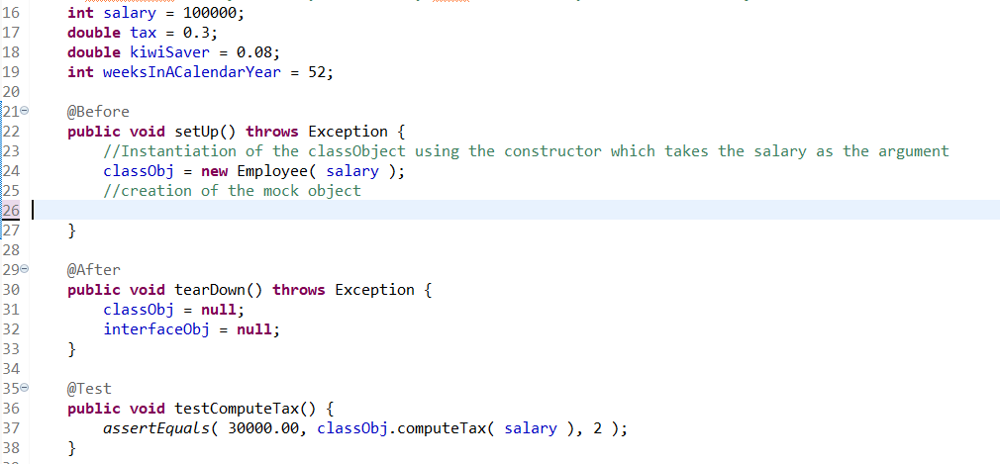 16 int salary = 100000;
17 double tax = 0.3;
18 double kiwiSaver = 0.08;
19 int weeksInACalendarYear = 52;
20
21 @Before
22 public void setUp() throws Exception {
23 //Instantiation of the classObject using the constructor which takes the salary as the argument
24 classObj = new Employee( salary );
25 //creation of the mock object
26
27 }
28
29 @After
30 public void tearDown() throws Exception {
31 classObj = null;
32 interfaceObj = null;
33 }
34
35 @Test
36 public void testComputeTax() {
37 assertEquals( 30000.00, classObj.computeTax( salary ), 2 );
38 }